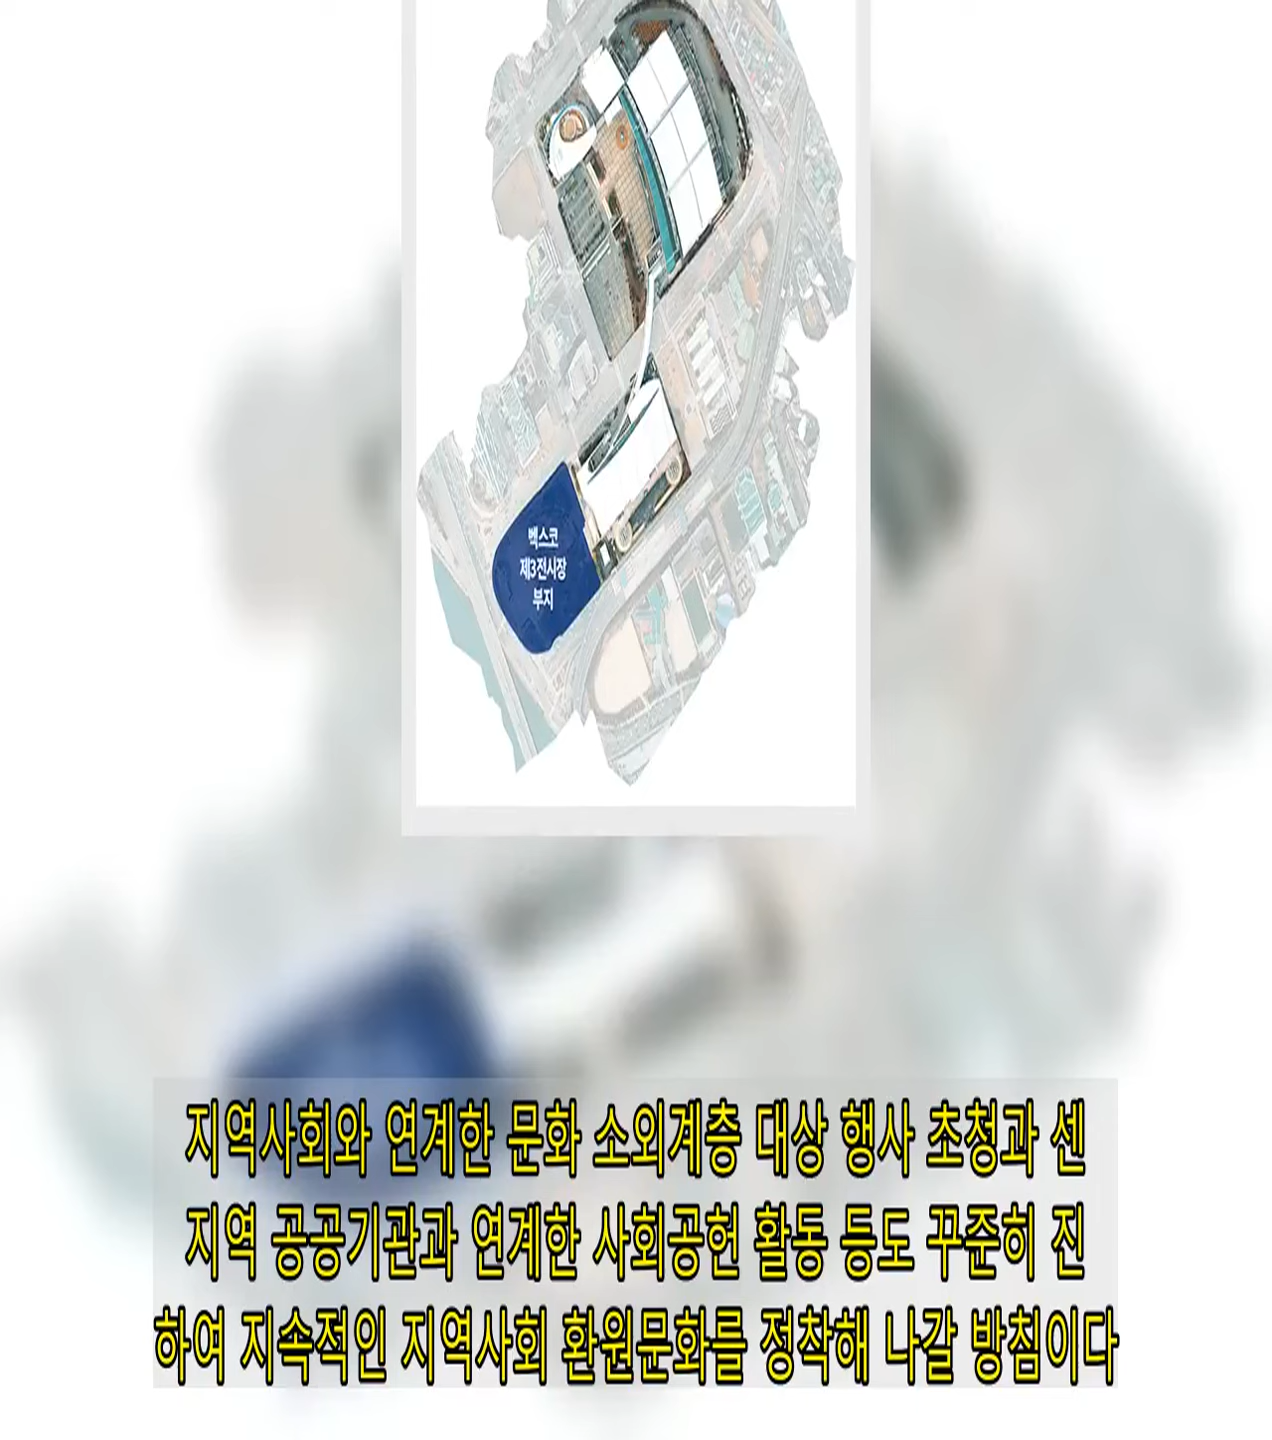 벡스코
제3전시장
부지
지역사회와 연계한 문화 소외계층 대상 행사 초청과 센
지역 공공기관과 연계한 사회공헌 활동 등도 꾸준히 진
하여 지속적인 지역사회 환원문화를 정착해 나갈 방침이다